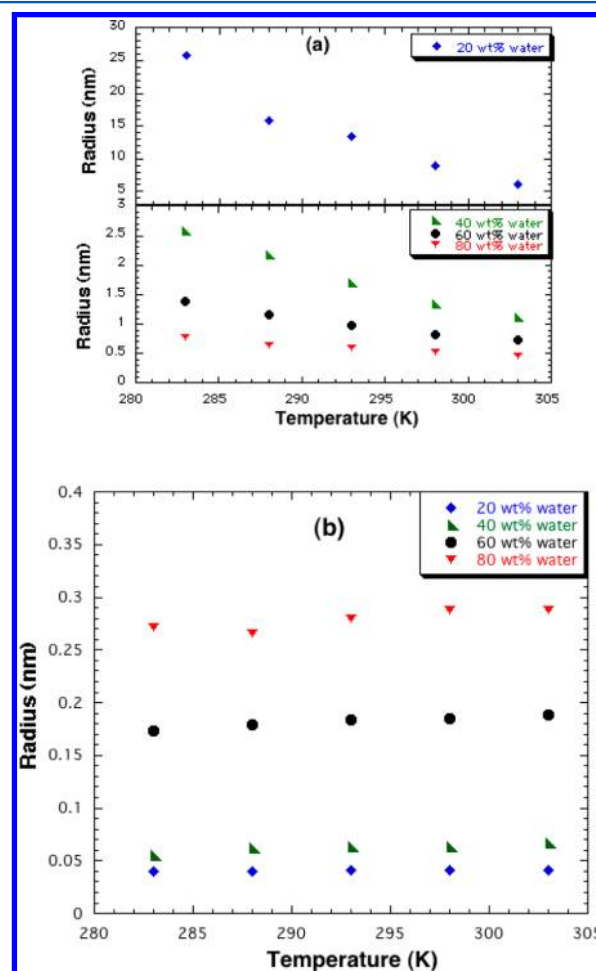 30
(a)
20 wt% water
25
20
15
10
5
Radius (nm)
3
40 wt% water
60 wt% water
80 wt% water
2.5
2
1.5
1
0.5
0
Radius (nm)
280 285 290 295 300 305
Temperature (K)
0.4
(b)
20 wt% water
40 wt% water
60 wt% water
80 wt% water
0.35
0.3
0.25
0.2
0.15
0.1
0.05
0
Radius (nm)
280 285 290 295 300 305
Temperature (K)